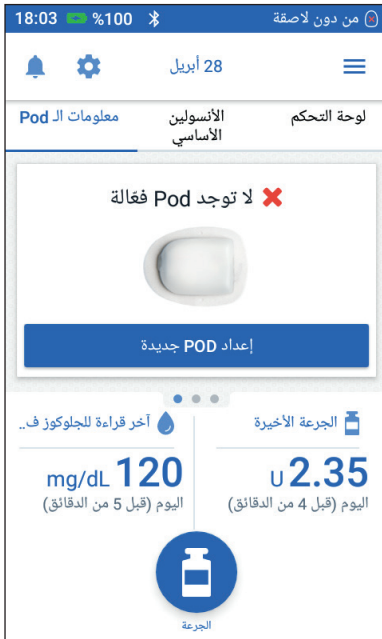 من دون لاصقة %100 18:03
28 أبريل
لوحة التحكم
الأنسولين
الأساسي
معلومات الـ Pod
لا توجد Pod فعّالة
إعداد POD جديدة
الجرعة الأخيرة
2.35 U
اليوم (قبل 4 من الدقائق)
آخر قراءة للجلوكوز ف..
120 mg/dL
اليوم (قبل 5 من الدقائق)
الجرعة